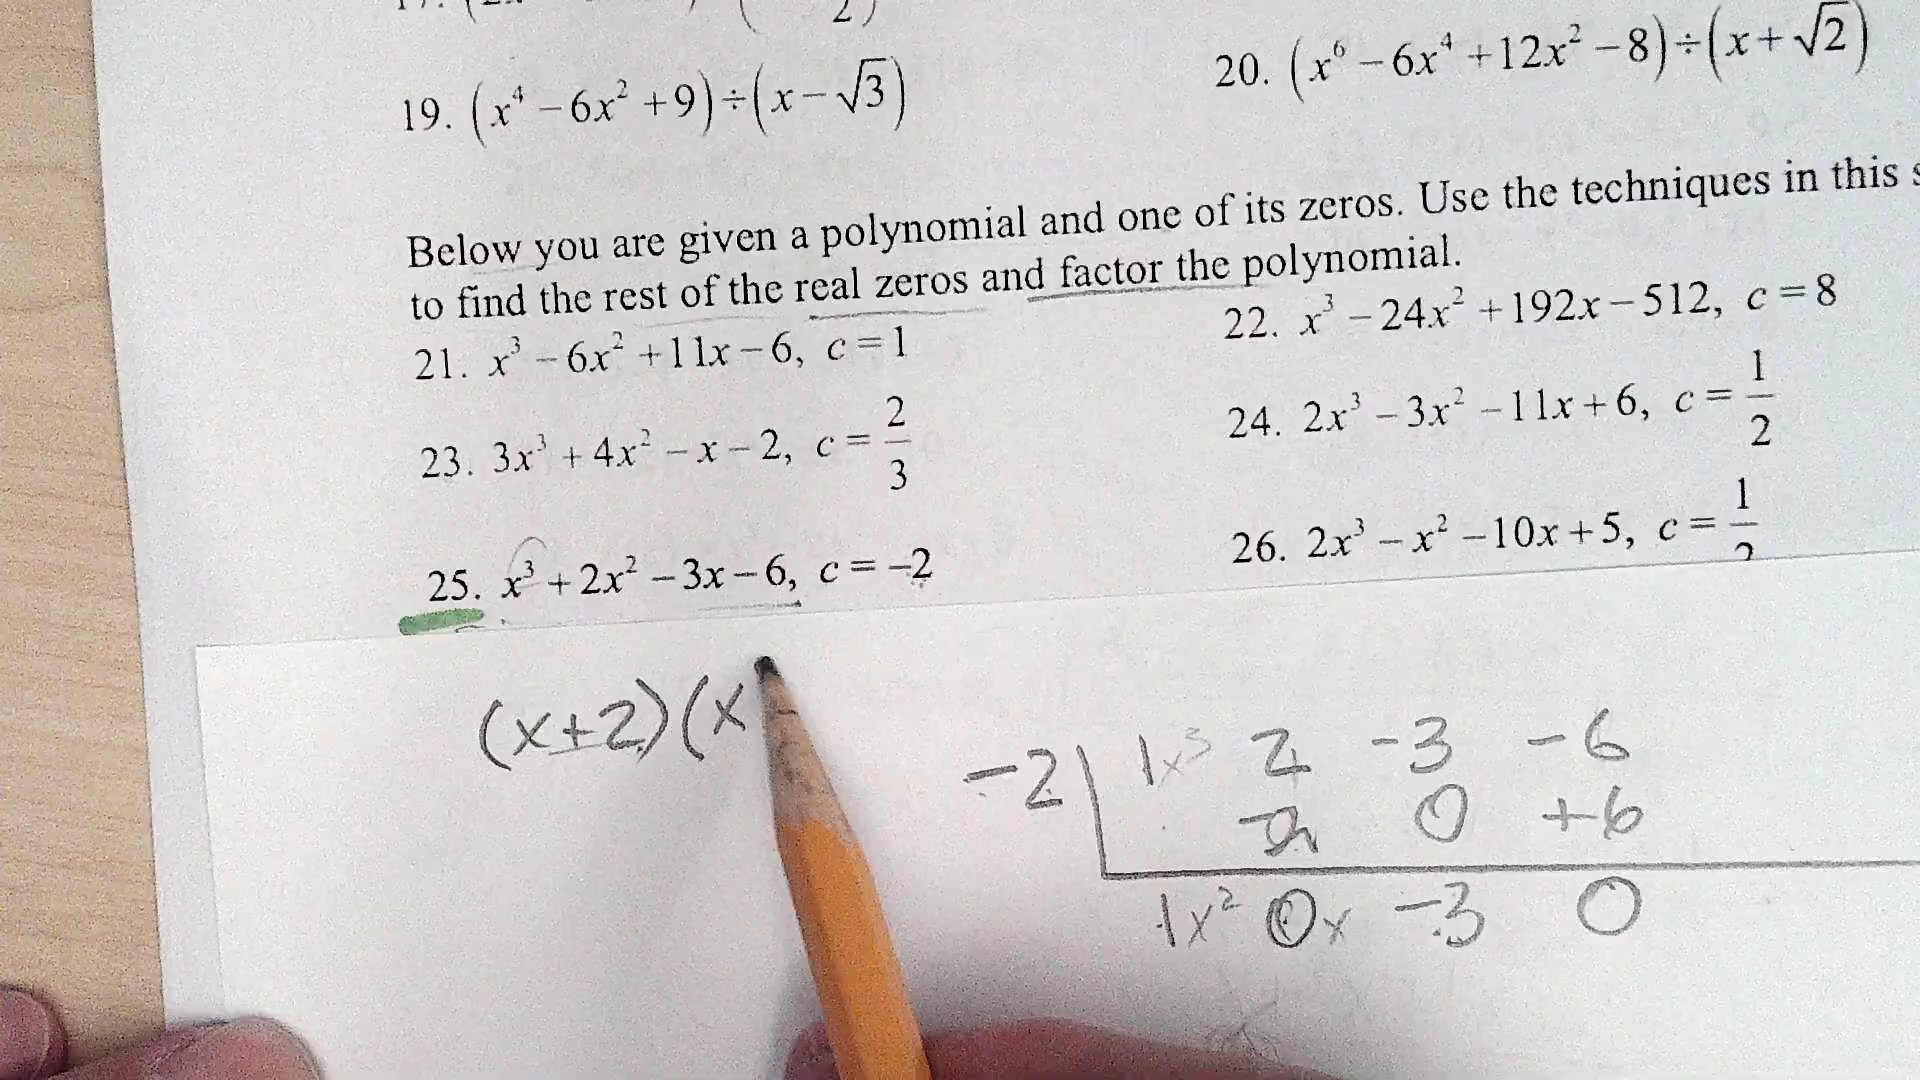 19. (x⁴ − 6x² + 9) ÷ (x − √3)
20. (x⁶ − 6x⁴ + 12x² − 8) ÷ (x + √2)
Below you are given a polynomial and one of its zeros. Use the techniques in this
to find the rest of the real zeros and factor the polynomial.
21. x³ − 6x² + 11x − 6, c = 1
22. x³ − 24x² + 192x − 512, c = 8
23. 3x³ + 4x² − x − 2, c = 2/3
24. 2x³ − 3x² − 11x + 6, c = 1/2
25. x³ + 2x² − 3x − 6, c = −2
26. 2x³ − x² − 10x + 5, c = 1/2
(x+2)(x
-2 | 1x³ 2 -3 -6
-2 0 +6
1x² 0x -3 0